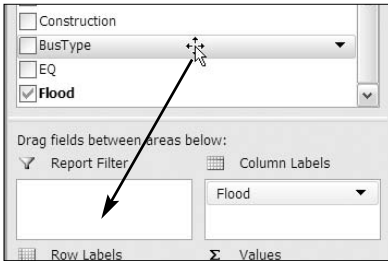 Construction
BusType
EQ
Flood
Drag fields between areas below:
Report Filter
Column Labels
Flood
Row Labels
Σ Values